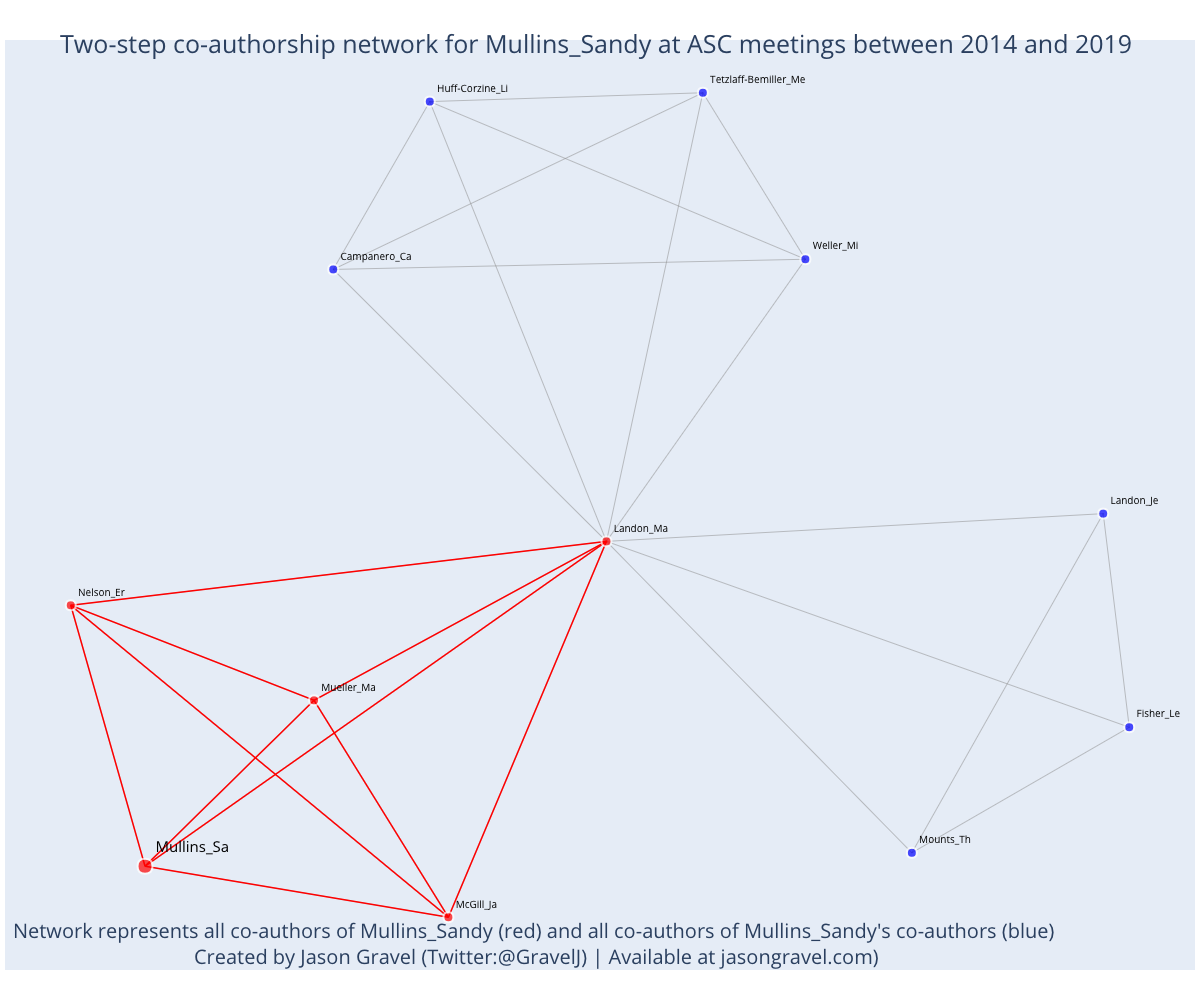 Two-step co-authorship network for Mullins_Sandy at ASC meetings between 2014 and 2019
Tetzlaff-Bemiller_Me
Huff-Corzine_Li
Weller_Mi
Campanero_Ca
Landon_Je
Landon_Ma
Nelson_Er
Mueller_Ma
Fisher_Le
Mounts_Th
Mullins_Sa
McGill_Ja
Network represents all co-authors of Mullins_Sandy (red) and all co-authors of Mullins_Sandy's co-authors (blue)
Created by Jason Gravel (Twitter:@GravelJ) | Available at jasongravel.com)